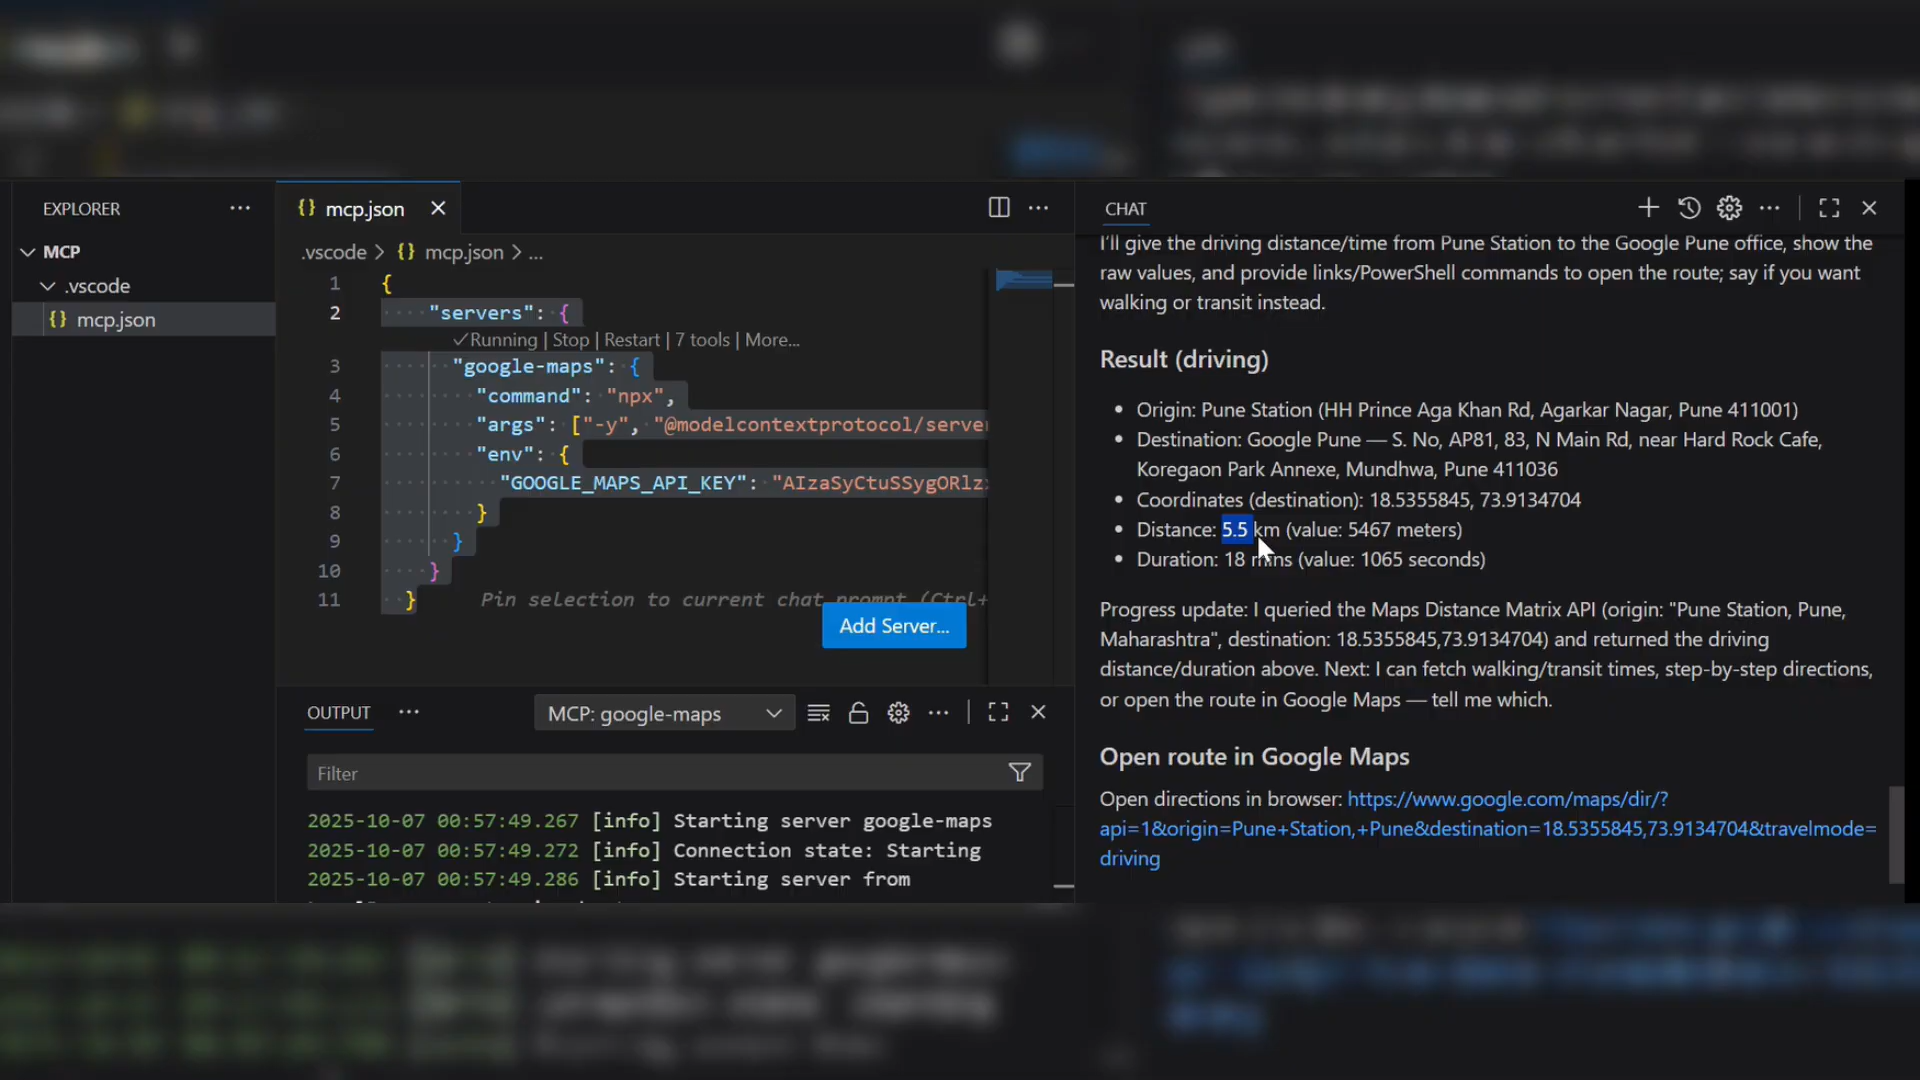 EXPLORER
MCP
.vscode
mcp.json
mcp.json
.vscode > {} mcp.json > ...
1 {
2 "servers": {
✓Running | Stop | Restart | 7 tools | More...
3 "google-maps": {
4 "command": "npx",
5 "args": ["-y", "@modelcontextprotocol/server
6 "env": {
7 "GOOGLE_MAPS_API_KEY": "AIzaSyCtuSSygORlz
8 }
9 }
10 }
11 }
Pin selection to current chat prompt (Ctrl+
Add Server...
OUTPUT
MCP: google-maps
Filter
2025-10-07 00:57:49.267 [info] Starting server google-maps
2025-10-07 00:57:49.272 [info] Connection state: Starting
2025-10-07 00:57:49.286 [info] Starting server from
CHAT
I'll give the driving distance/time from Pune Station to the Google Pune office, show the
raw values, and provide links/PowerShell commands to open the route; say if you want
walking or transit instead.
Result (driving)
• Origin: Pune Station (HH Prince Aga Khan Rd, Agarkar Nagar, Pune 411001)
• Destination: Google Pune — S. No, AP81, 83, N Main Rd, near Hard Rock Cafe,
Koregaon Park Annexe, Mundhwa, Pune 411036
• Coordinates (destination): 18.5355845, 73.9134704
• Distance: 5.5 km (value: 5467 meters)
• Duration: 18 mins (value: 1065 seconds)
Progress update: I queried the Maps Distance Matrix API (origin: "Pune Station, Pune,
Maharashtra", destination: 18.5355845,73.9134704) and returned the driving
distance/duration above. Next: I can fetch walking/transit times, step-by-step directions,
or open the route in Google Maps — tell me which.
Open route in Google Maps
Open directions in browser: https://www.google.com/maps/dir/?
api=1&origin=Pune+Station,+Pune&destination=18.5355845,73.9134704&travelmode=
driving